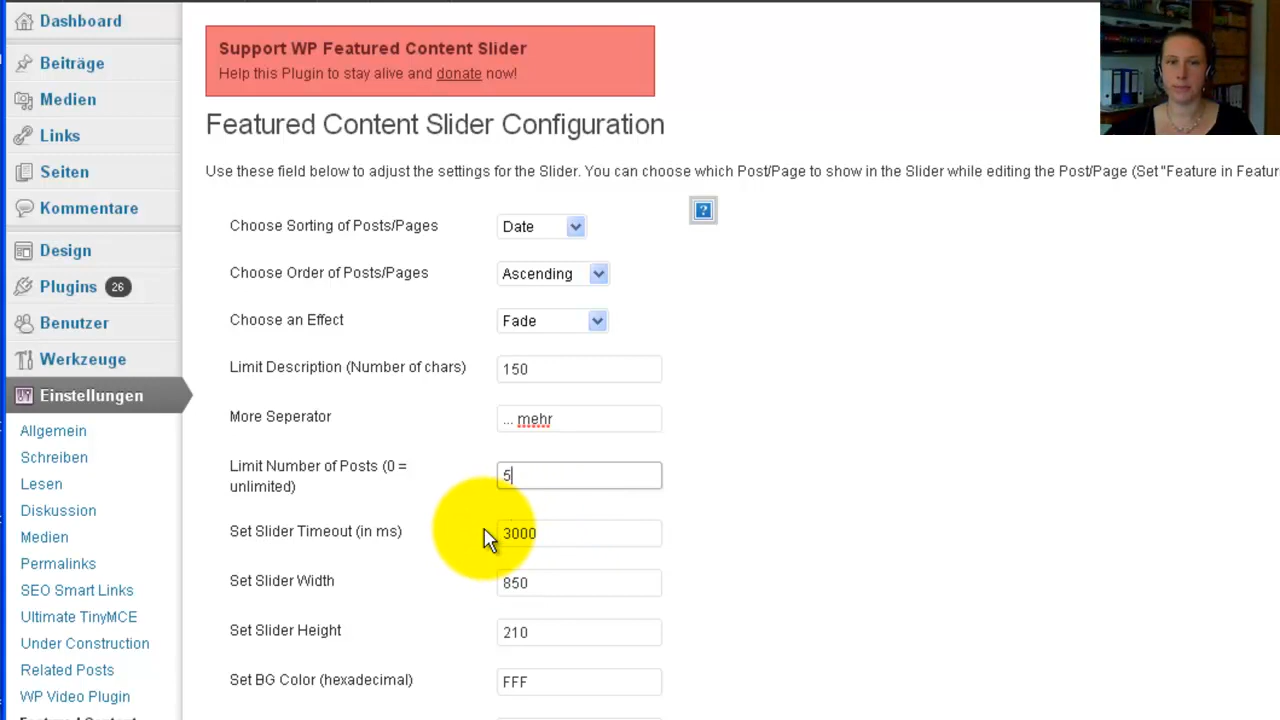 Dashboard
Beiträge
Medien
Links
Seiten
Kommentare
Design
Plugins 26
Benutzer
Werkzeuge
Einstellungen
Allgemein
Schreiben
Lesen
Diskussion
Medien
Permalinks
SEO Smart Links
Ultimate TinyMCE
Under Construction
Related Posts
WP Video Plugin
Featured Content
Support WP Featured Content Slider
Help this Plugin to stay alive and donate now!
Featured Content Slider Configuration
Use these field below to adjust the settings for the Slider. You can choose which Post/Page to show in the Slider while editing the Post/Page (Set "Feature in Featur
?
Choose Sorting of Posts/Pages Date
Choose Order of Posts/Pages Ascending
Choose an Effect Fade
Limit Description (Number of chars) 150
More Seperator ... mehr
Limit Number of Posts (0 =
unlimited) 5
Set Slider Timeout (in ms) 3000
Set Slider Width 850
Set Slider Height 210
Set BG Color (hexadecimal) FFF